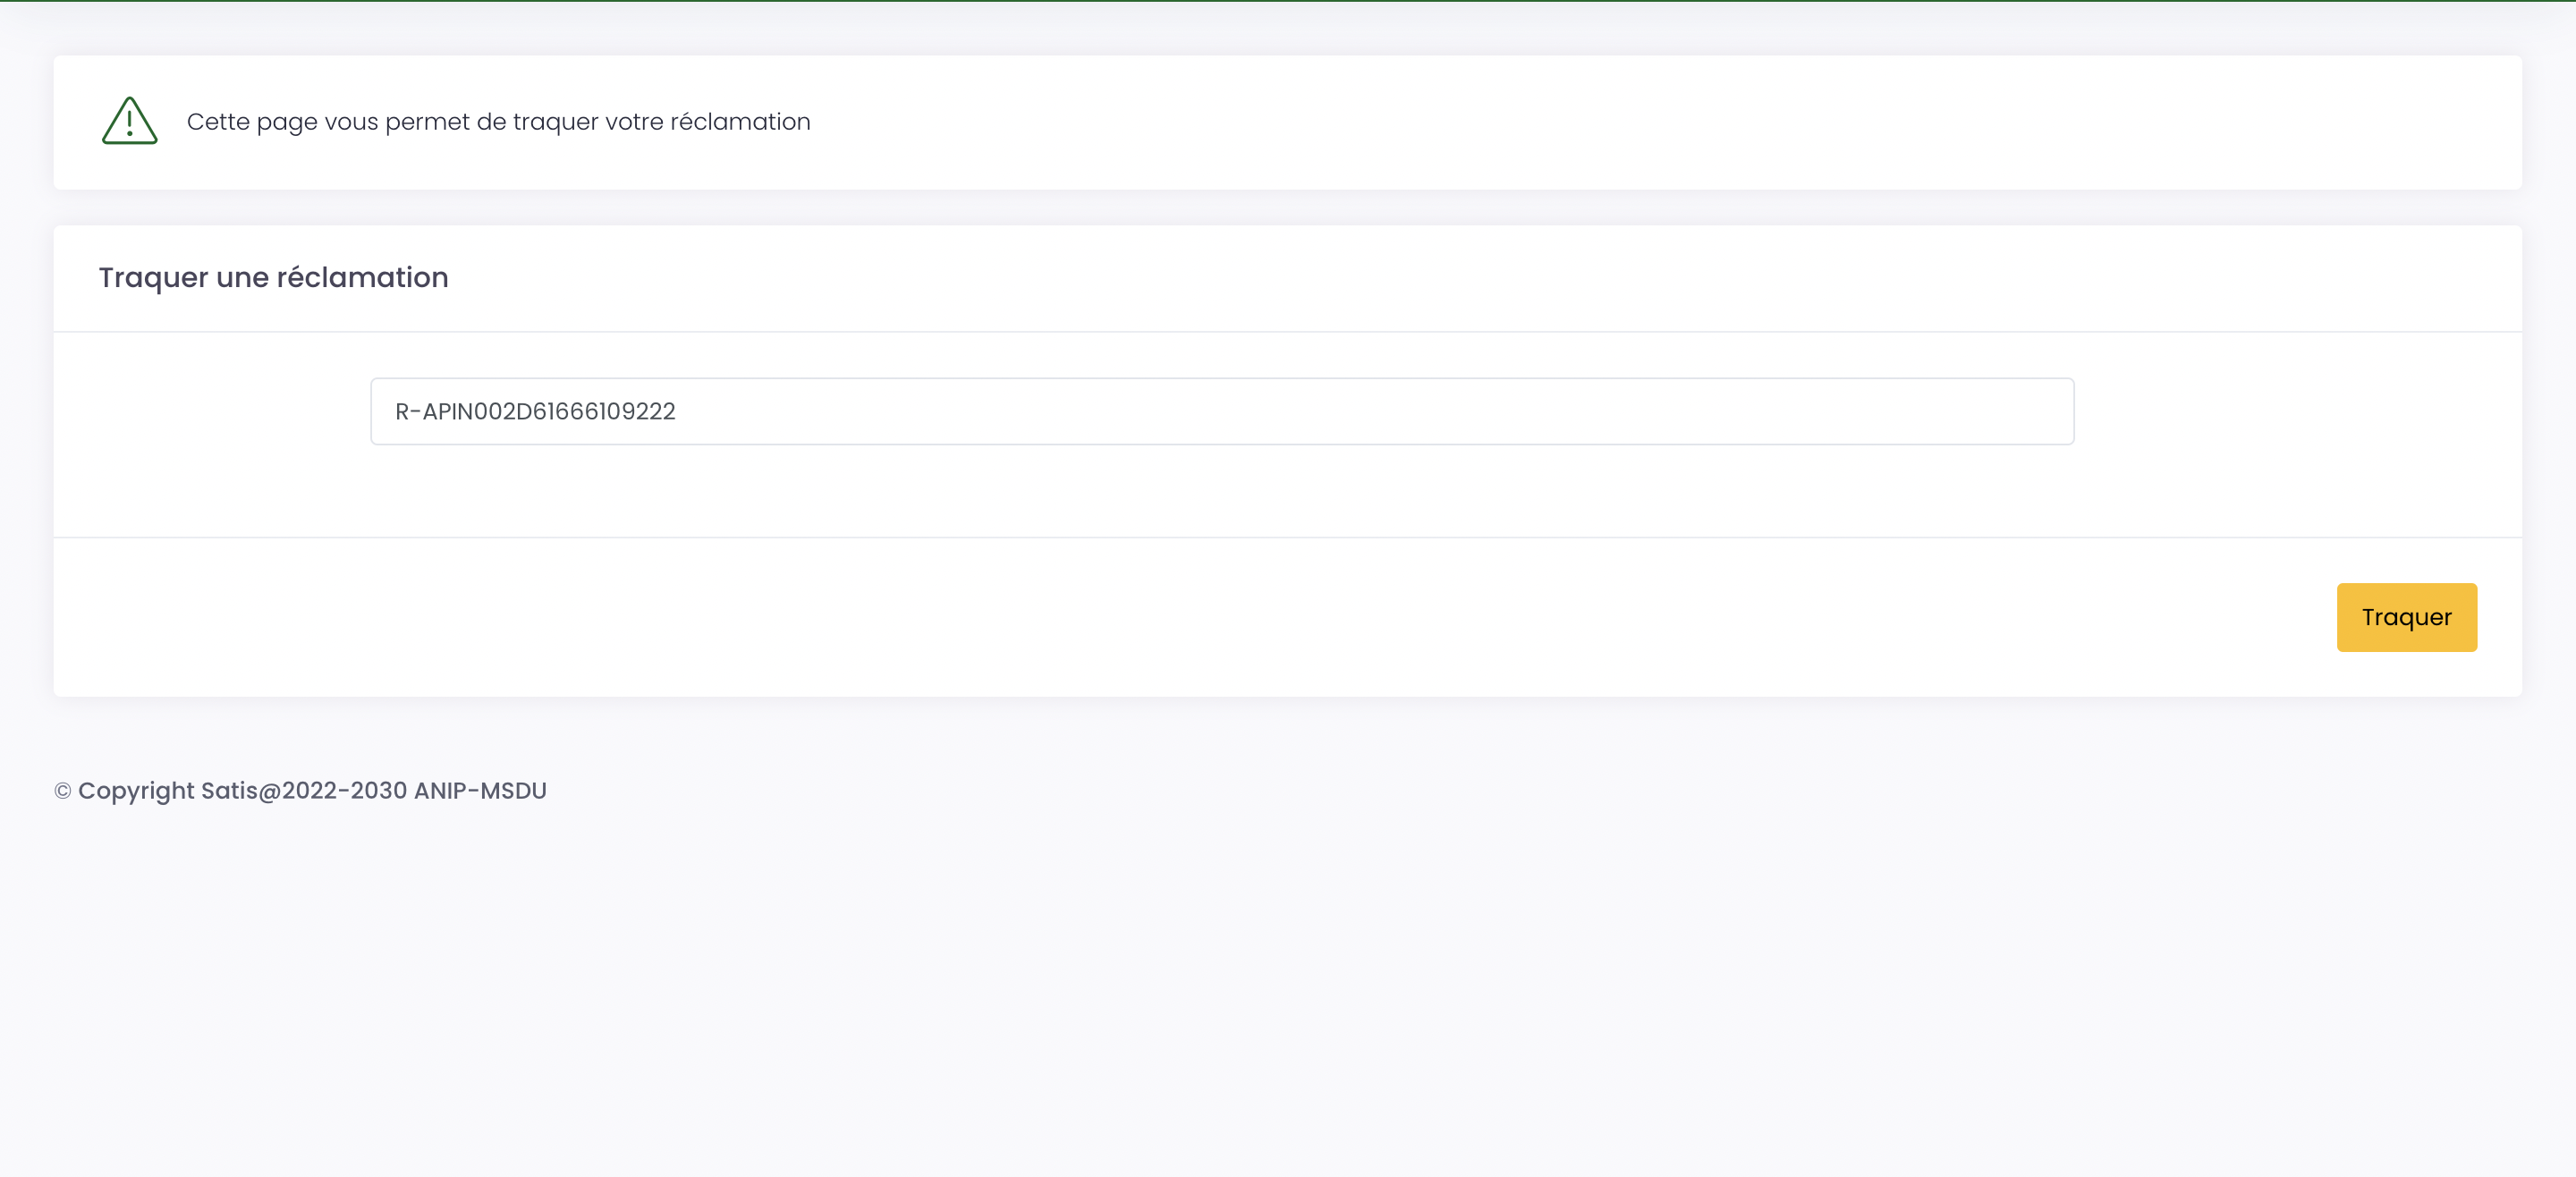 Cette page vous permet de traquer votre réclamation
Traquer une réclamation
R-APIN002D61666109222
Traquer
© Copyright Satis@2022-2030 ANIP-MSDU